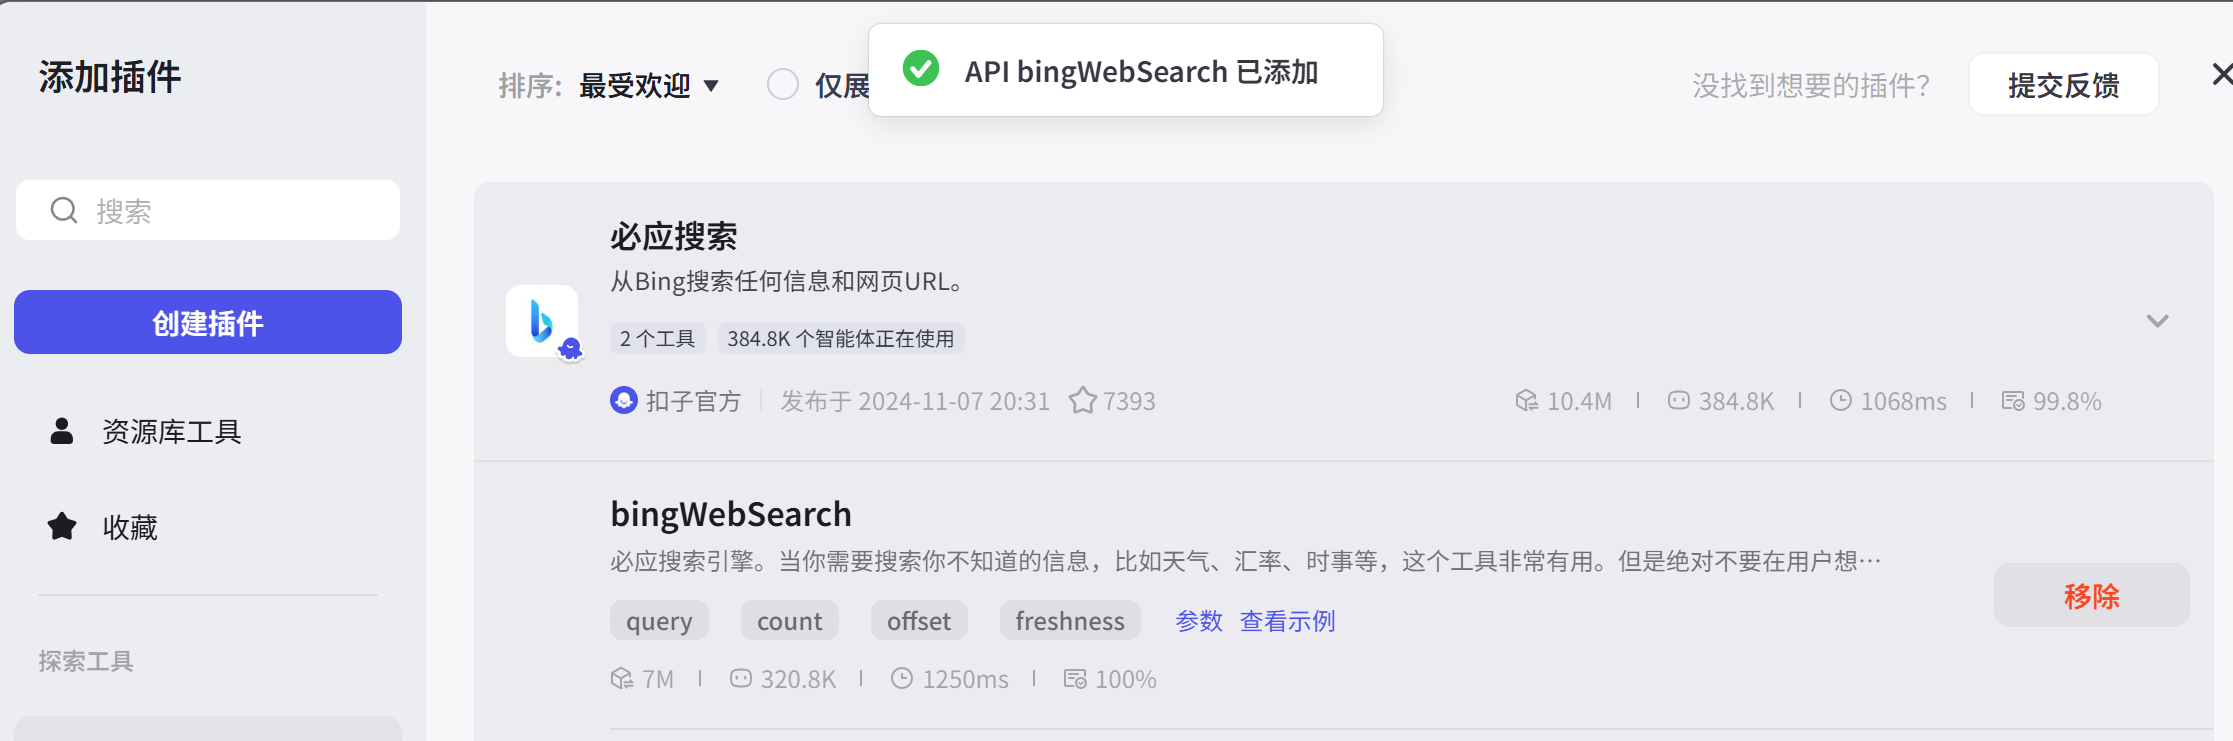 添加插件
搜索
创建插件
资源库工具
收藏
探索工具
排序: 最受欢迎 仅展
API bingWebSearch 已添加
没找到想要的插件? 提交反馈
必应搜索
从Bing搜索任何信息和网页URL。
2 个工具 384.8K 个智能体正在使用
扣子官方 发布于 2024-11-07 20:31 7393 10.4M 384.8K 1068ms 99.8%
bingWebSearch
必应搜索引擎。当你需要搜索你不知道的信息，比如天气、汇率、时事等，这个工具非常有用。但是绝对不要在用户想…
移除
query count offset freshness 参数 查看示例
7M 320.8K 1250ms 100%